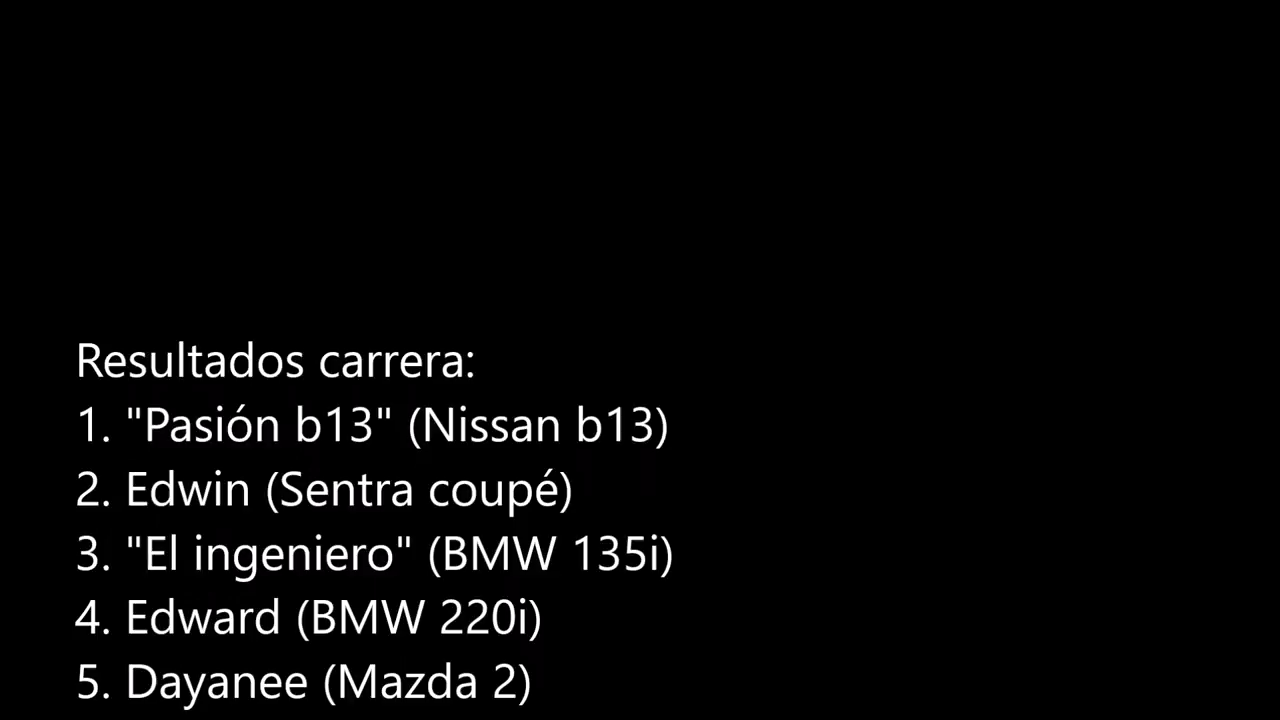 Resultados carrera:
1. "Pasión b13" (Nissan b13)
2. Edwin (Sentra coupé)
3. "El ingeniero" (BMW 135i)
4. Edward (BMW 220i)
5. Dayanee (Mazda 2)